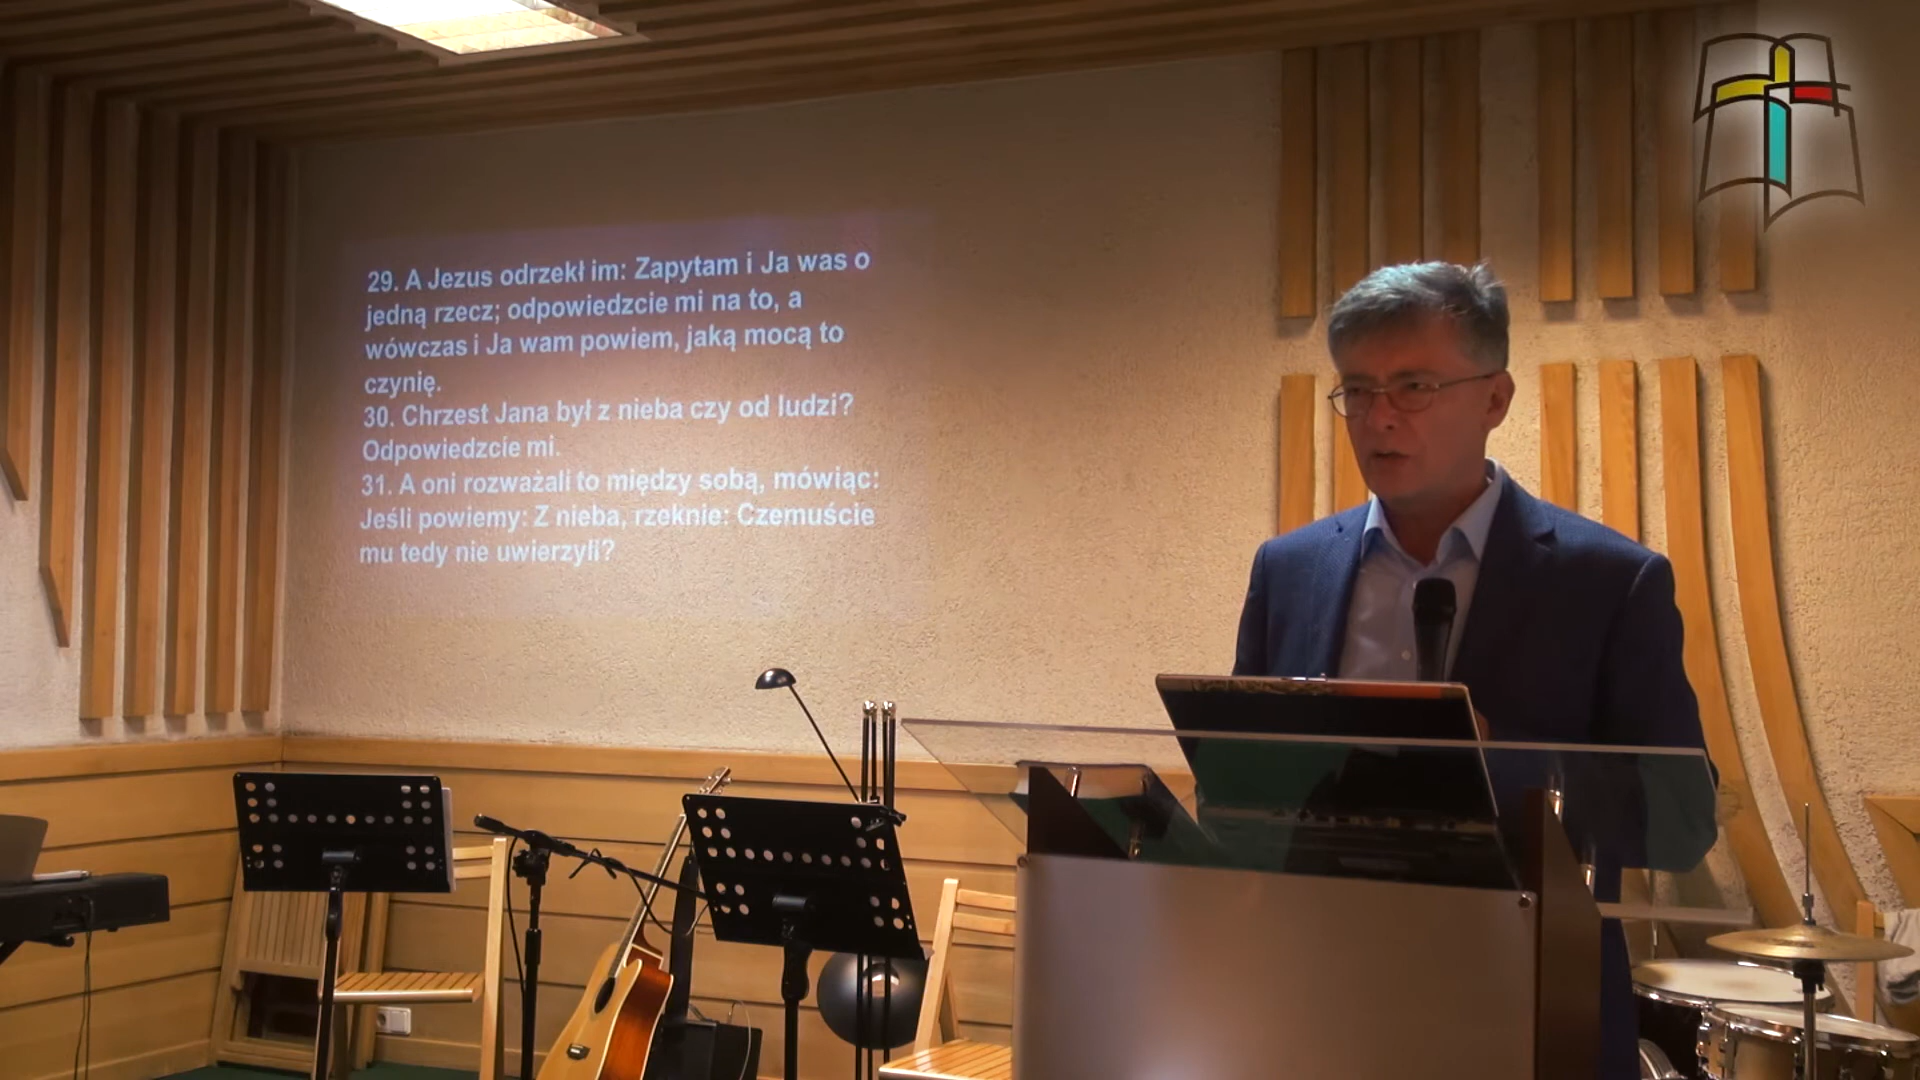 29. A Jezus odrzekł im: Zapytam i Ja was o
jedną rzecz; odpowiedzcie mi na to, a
wówczas i Ja wam powiem, jaką mocą to
czynię.
30. Chrzest Jana był z nieba czy od ludzi?
Odpowiedzcie mi.
31. A oni rozważali to między sobą, mówiąc:
Jeśli powiemy: Z nieba, rzeknie: Czemuście
mu tedy nie uwierzyli?